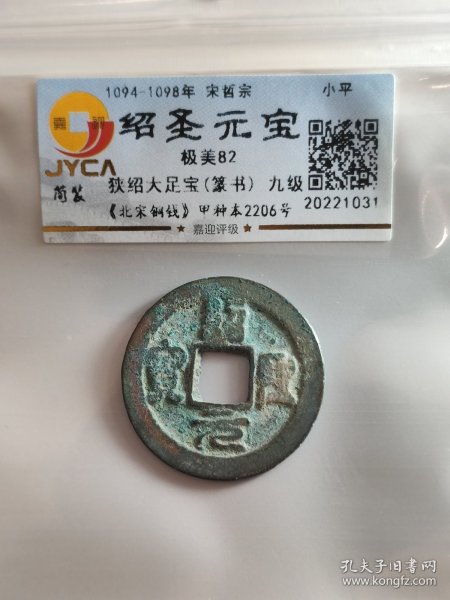 1094-1098年 宋哲宗 小平
绍圣元宝
JYCA
极美82
简装
狭绍大足宝(篆书) 九级
《北宋铜钱》甲种本2206号 20221031
★ 嘉迎评级 ★
孔夫子旧书网
www.kongfz.com